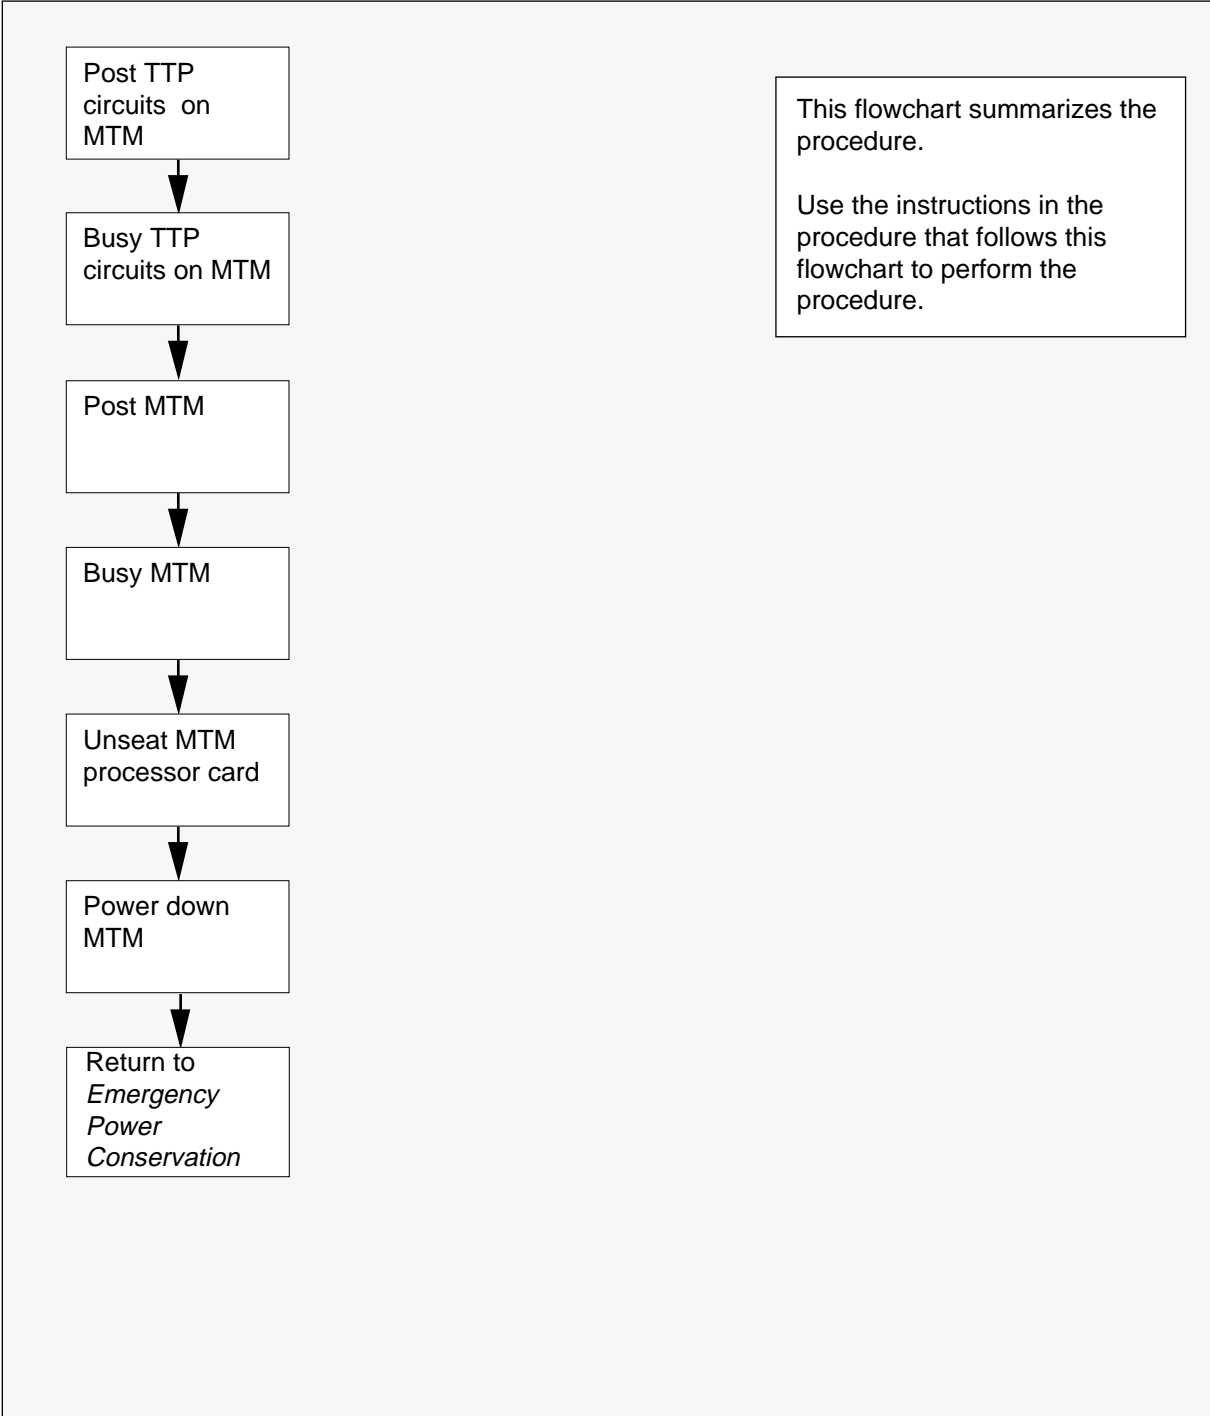 Post TTP
circuits on
MTM
Busy TTP
circuits on MTM
Post MTM
Busy MTM
Unseat MTM
processor card
Power down
MTM
Return to
Emergency
Power
Conservation
This flowchart summarizes the
procedure.
Use the instructions in the
procedure that follows this
flowchart to perform the
procedure.